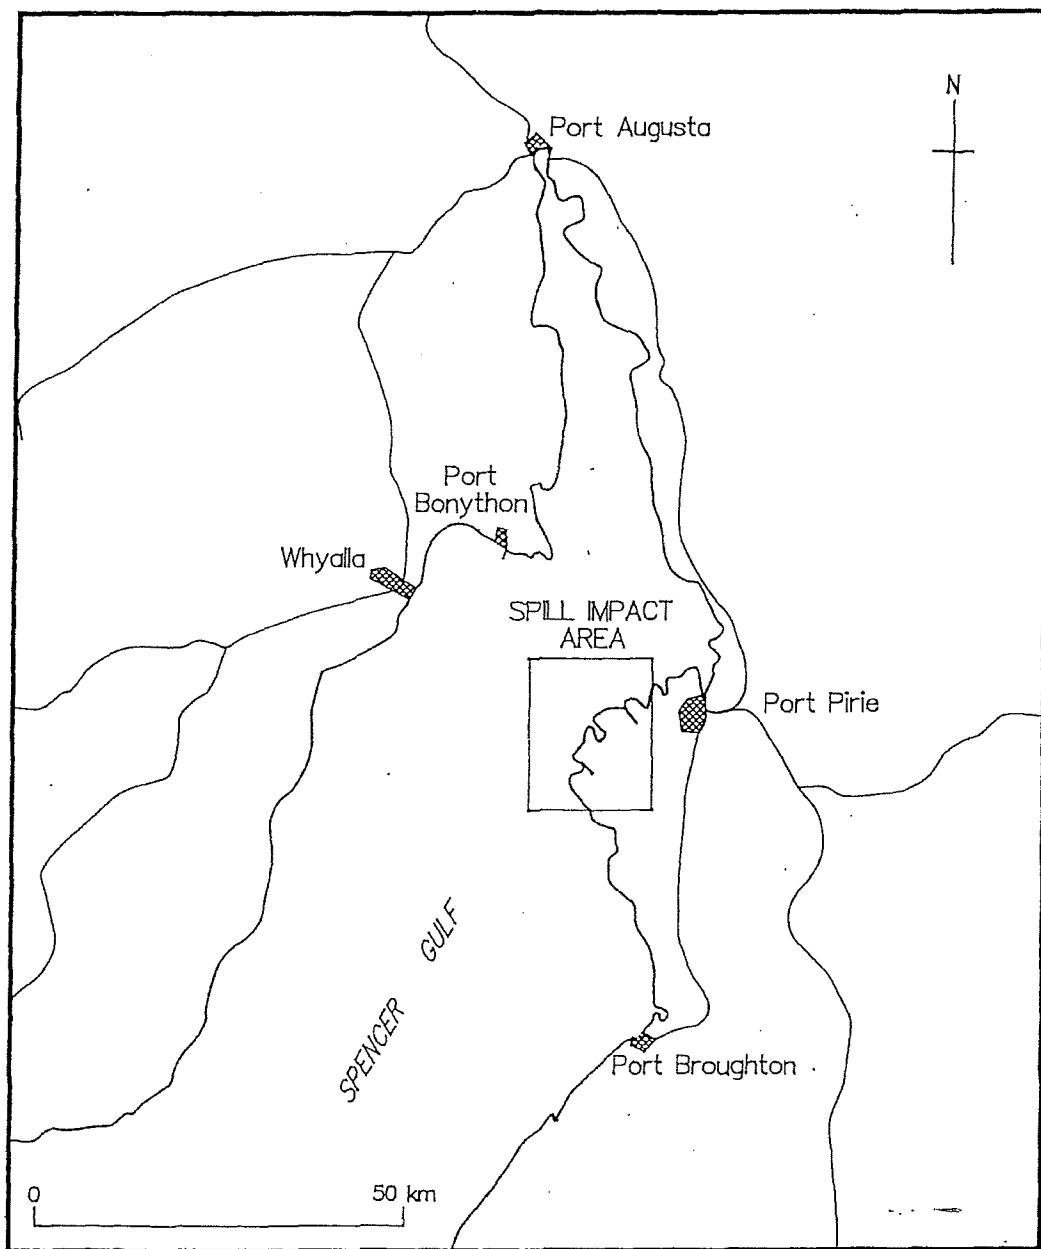 N
Port Augusta
Port
Bonython
Whyalla
SPILL IMPACT
AREA
Port Pirie
SPENCER GULF
Port Broughton
0 50 km